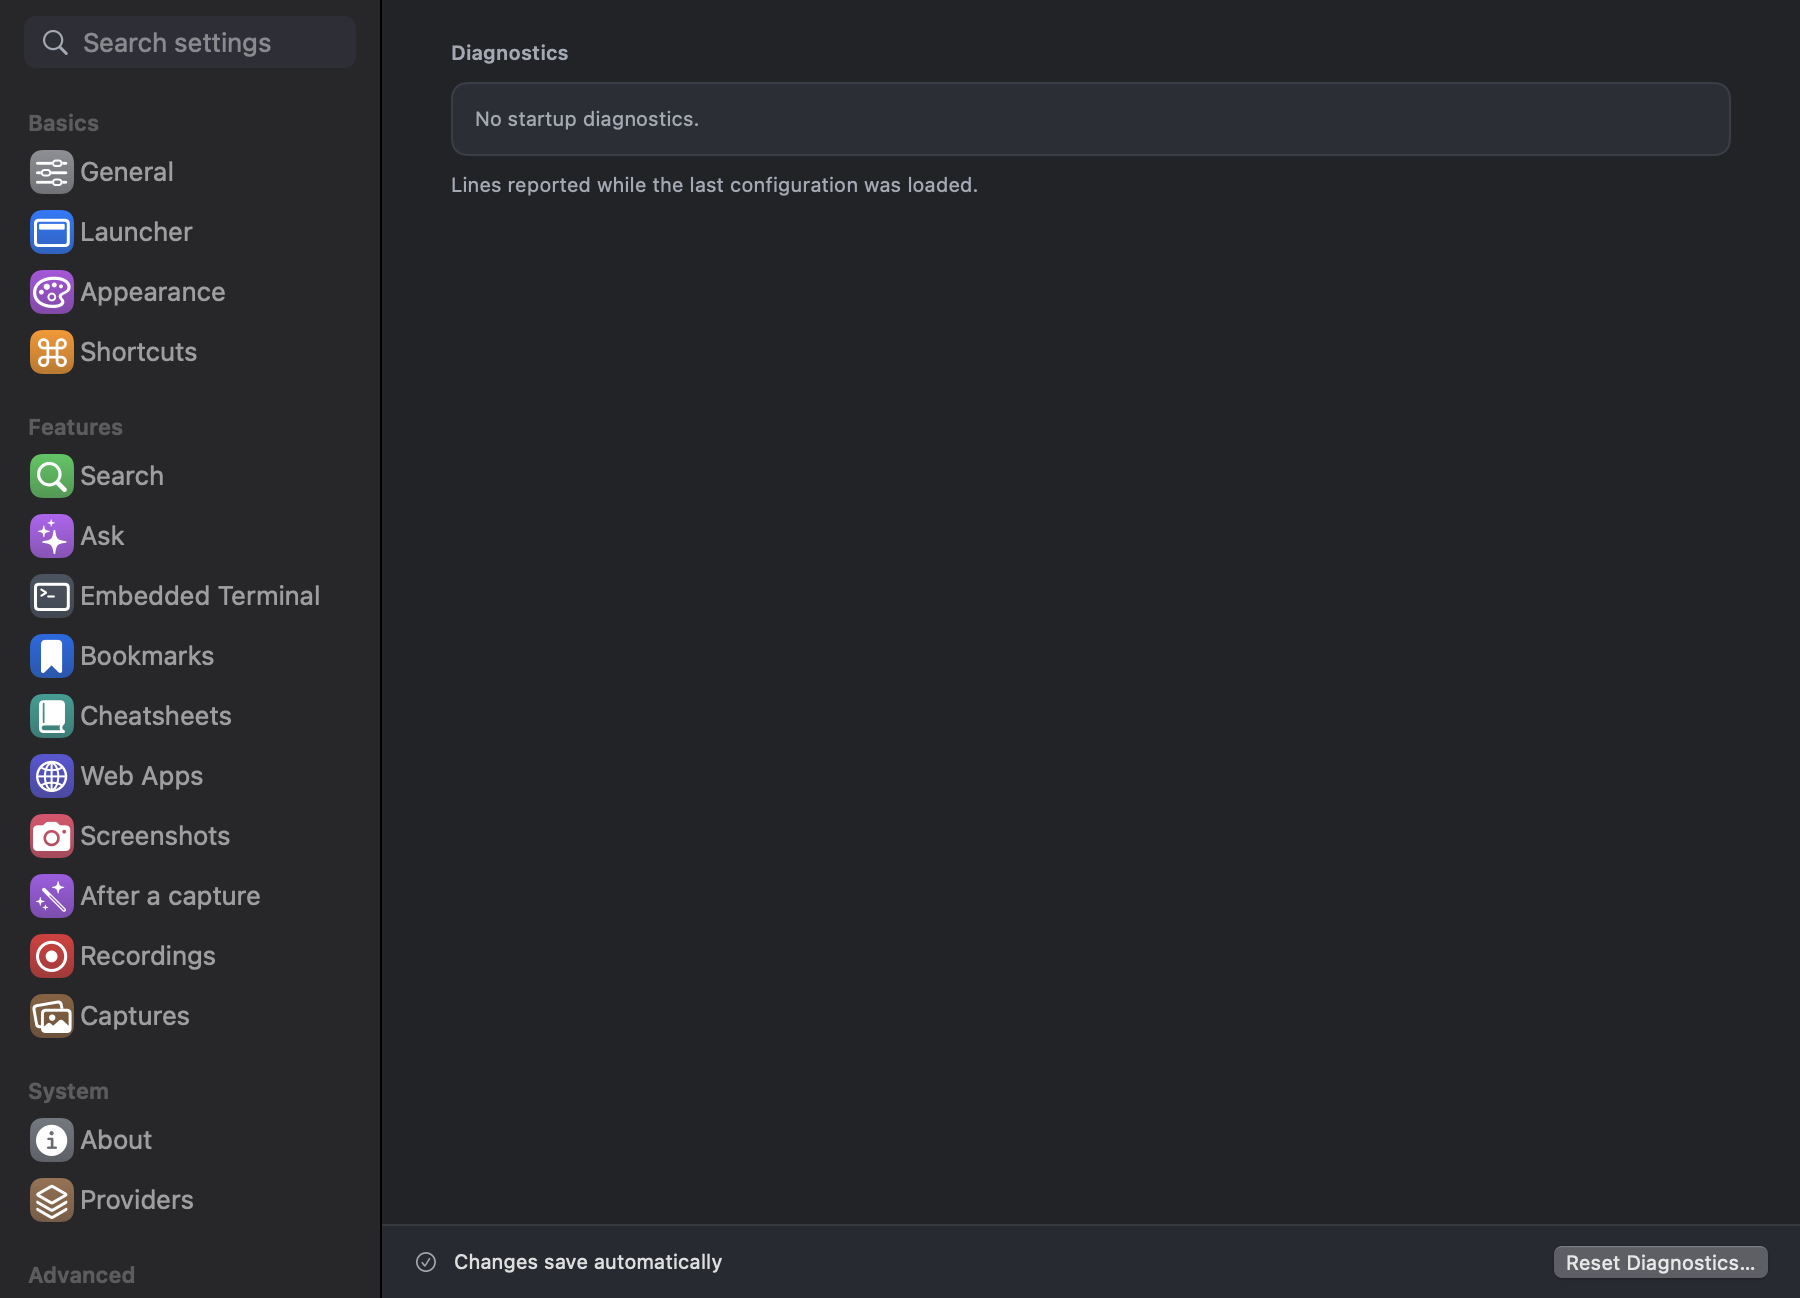 Search settings
Basics
General
Launcher
Appearance
Shortcuts
Features
Search
Ask
Embedded Terminal
Bookmarks
Cheatsheets
Web Apps
Screenshots
After a capture
Recordings
Captures
System
About
Providers
Advanced
Diagnostics
No startup diagnostics.
Lines reported while the last configuration was loaded.
Changes save automatically
Reset Diagnostics...